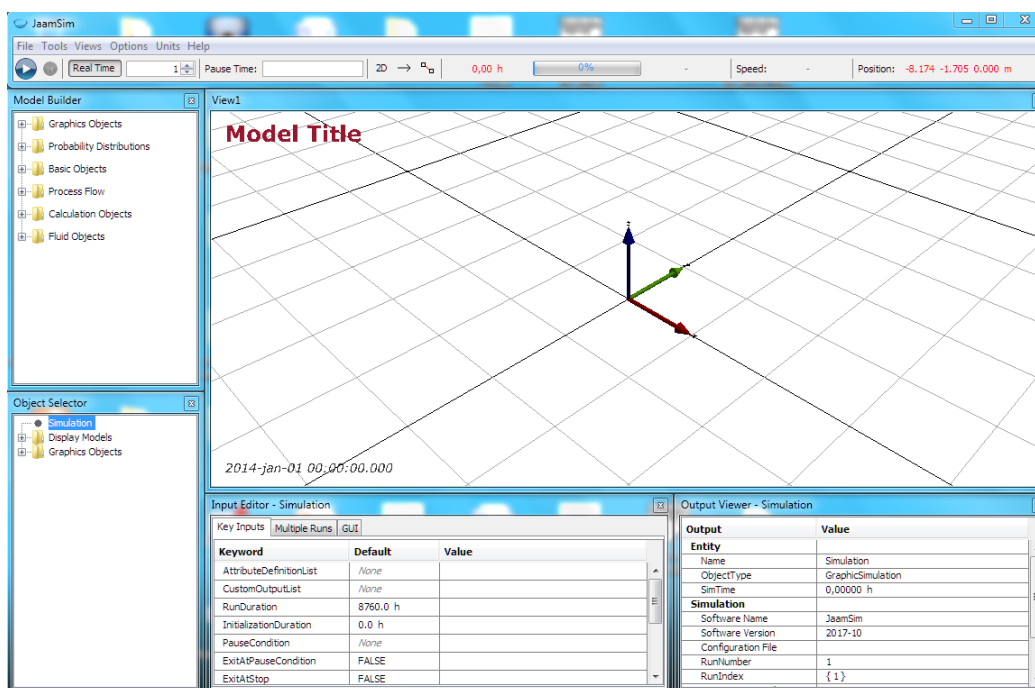 JaamSim
File Tools Views Options Units Help
Real Time 1 Pause Time: 2D 0,00 h 0% - Speed: - Position: -8.174 -1.705 0.000 m
Model Builder
Graphics Objects
Probability Distributions
Basic Objects
Process Flow
Calculation Objects
Fluid Objects
View1
Model Title
2014-jan-01 00:00:00.000
Object Selector
Simulation
Display Models
Graphics Objects
Input Editor - Simulation
Key Inputs Multiple Runs GUI
Keyword Default Value
AttributeDefinitionList None
CustomOutputList None
RunDuration 8760.0 h
InitializationDuration 0.0 h
PauseCondition None
ExitAtPauseCondition FALSE
ExitAtStop FALSE
Output Viewer - Simulation
Output Value
Entity
Name Simulation
ObjectType GraphicSimulation
SimTime 0,00000 h
Simulation
Software Name JaamSim
Software Version 2017-10
Configuration File
RunNumber 1
RunIndex {1}